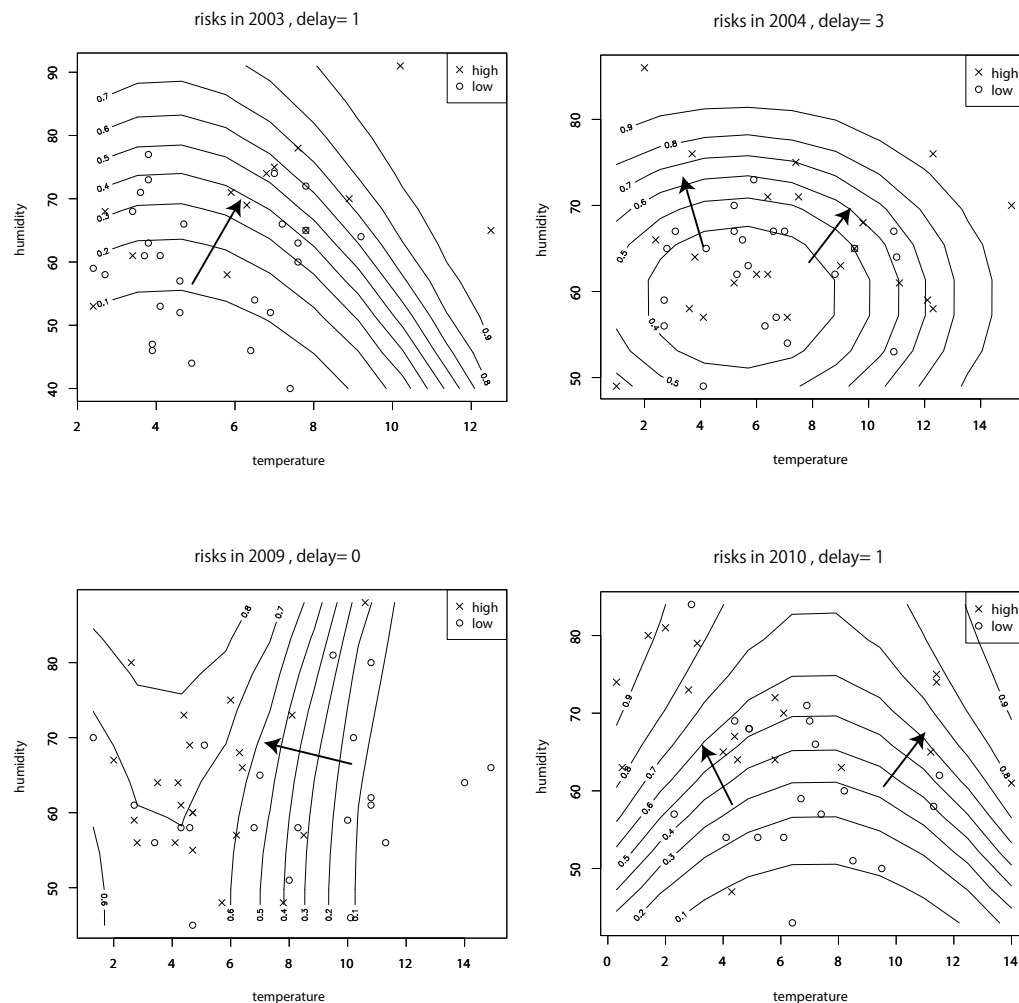 risks in 2003 , delay= 1
high
low
0.7
0.6
0.5
0.4
0.3
0.2
0.1
0.9
0.8
40 50 60 70 80 90
humidity
2 4 6 8 10 12
temperature
risks in 2004 , delay= 3
high
low
0.9
0.8
0.7
0.6
0.5
0.4
0.5
50 60 70 80
humidity
2 4 6 8 10 12 14
temperature
risks in 2009 , delay= 0
high
low
0.8
0.7
0.6
0.6
0.5
0.4
0.3
0.2
0.1
50 60 70 80
humidity
2 4 6 8 10 12 14
temperature
risks in 2010 , delay= 1
high
low
0.9
0.8
0.7
0.6
0.5
0.4
0.3
0.2
0.1
0.9
0.8
50 60 70 80
humidity
0 2 4 6 8 10 12 14
temperature